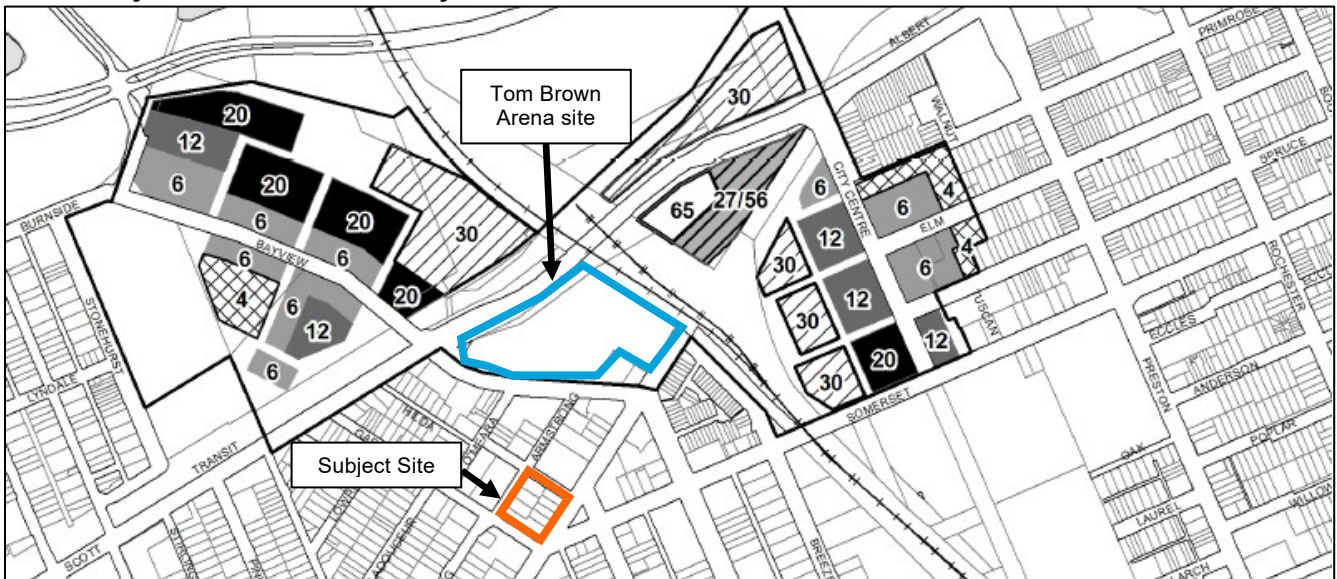 ALBERT
PRIMROSE
Tom Brown
Arena site
30
20
12
6
20
20
30
65
27/56
6
CITY CENTRE
WALNUT
4
6
ELM
SPRUCE
BURNSIDE
BAYVIEW
6
6
6
4
6
12
6
20
30
12
4
6
STONEHURST
30
12
TUSCAN
12
20
30
ROCHESTER
ECCLES
PRESTON
ANDERSON
LYNDALE
SOMERSET
POPLAR
HILDA
O'MEARA
ARMSTRONG
Subject Site
TRANSIT
SCOTT
LADOUCEUR
OAK
LAUREL
WILLOW
LARCH